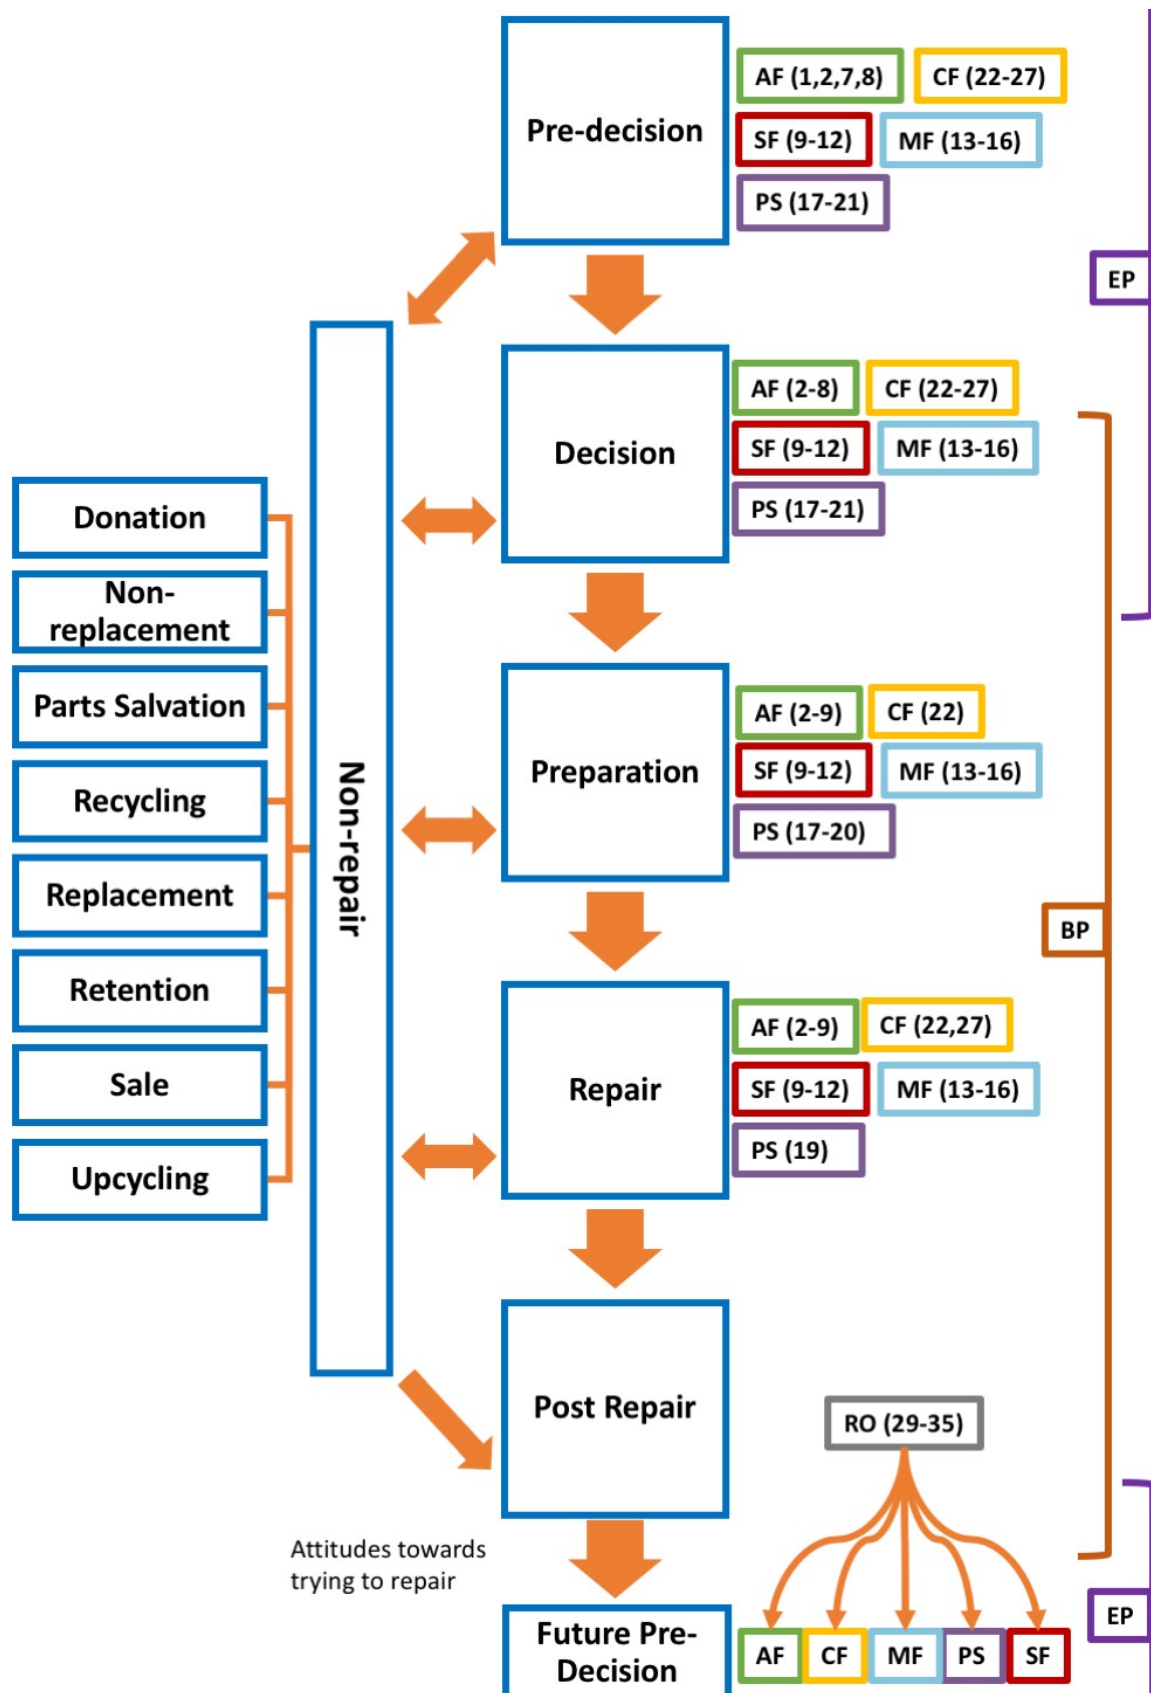 Pre-decision
AF (1,2,7,8)
CF (22-27)
SF (9-12)
MF (13-16)
PS (17-21)
EP
Decision
AF (2-8)
CF (22-27)
SF (9-12)
MF (13-16)
PS (17-21)
Donation
Non-
replacement
Parts Salvation
Recycling
Replacement
Retention
Sale
Upcycling
Non-repair
Preparation
AF (2-9)
CF (22)
SF (9-12)
MF (13-16)
PS (17-20)
BP
Repair
AF (2-9)
CF (22,27)
SF (9-12)
MF (13-16)
PS (19)
Post Repair
RO (29-35)
Attitudes towards
trying to repair
Future Pre-
Decision
AF
CF
MF
PS
SF
EP